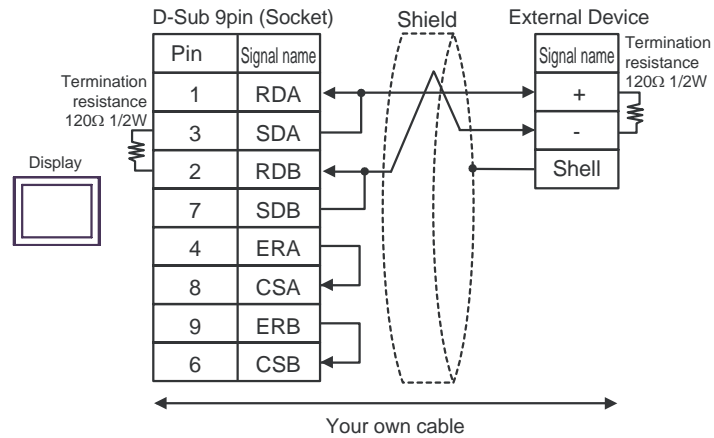 D-Sub 9pin (Socket)
Shield
External Device
Pin
Signal name
Signal name
Termination
resistance
120Ω 1/2W
Termination
resistance
120Ω 1/2W
1
RDA
+
3
SDA
-
Display
2
RDB
Shell
7
SDB
4
ERA
8
CSA
9
ERB
6
CSB
Your own cable